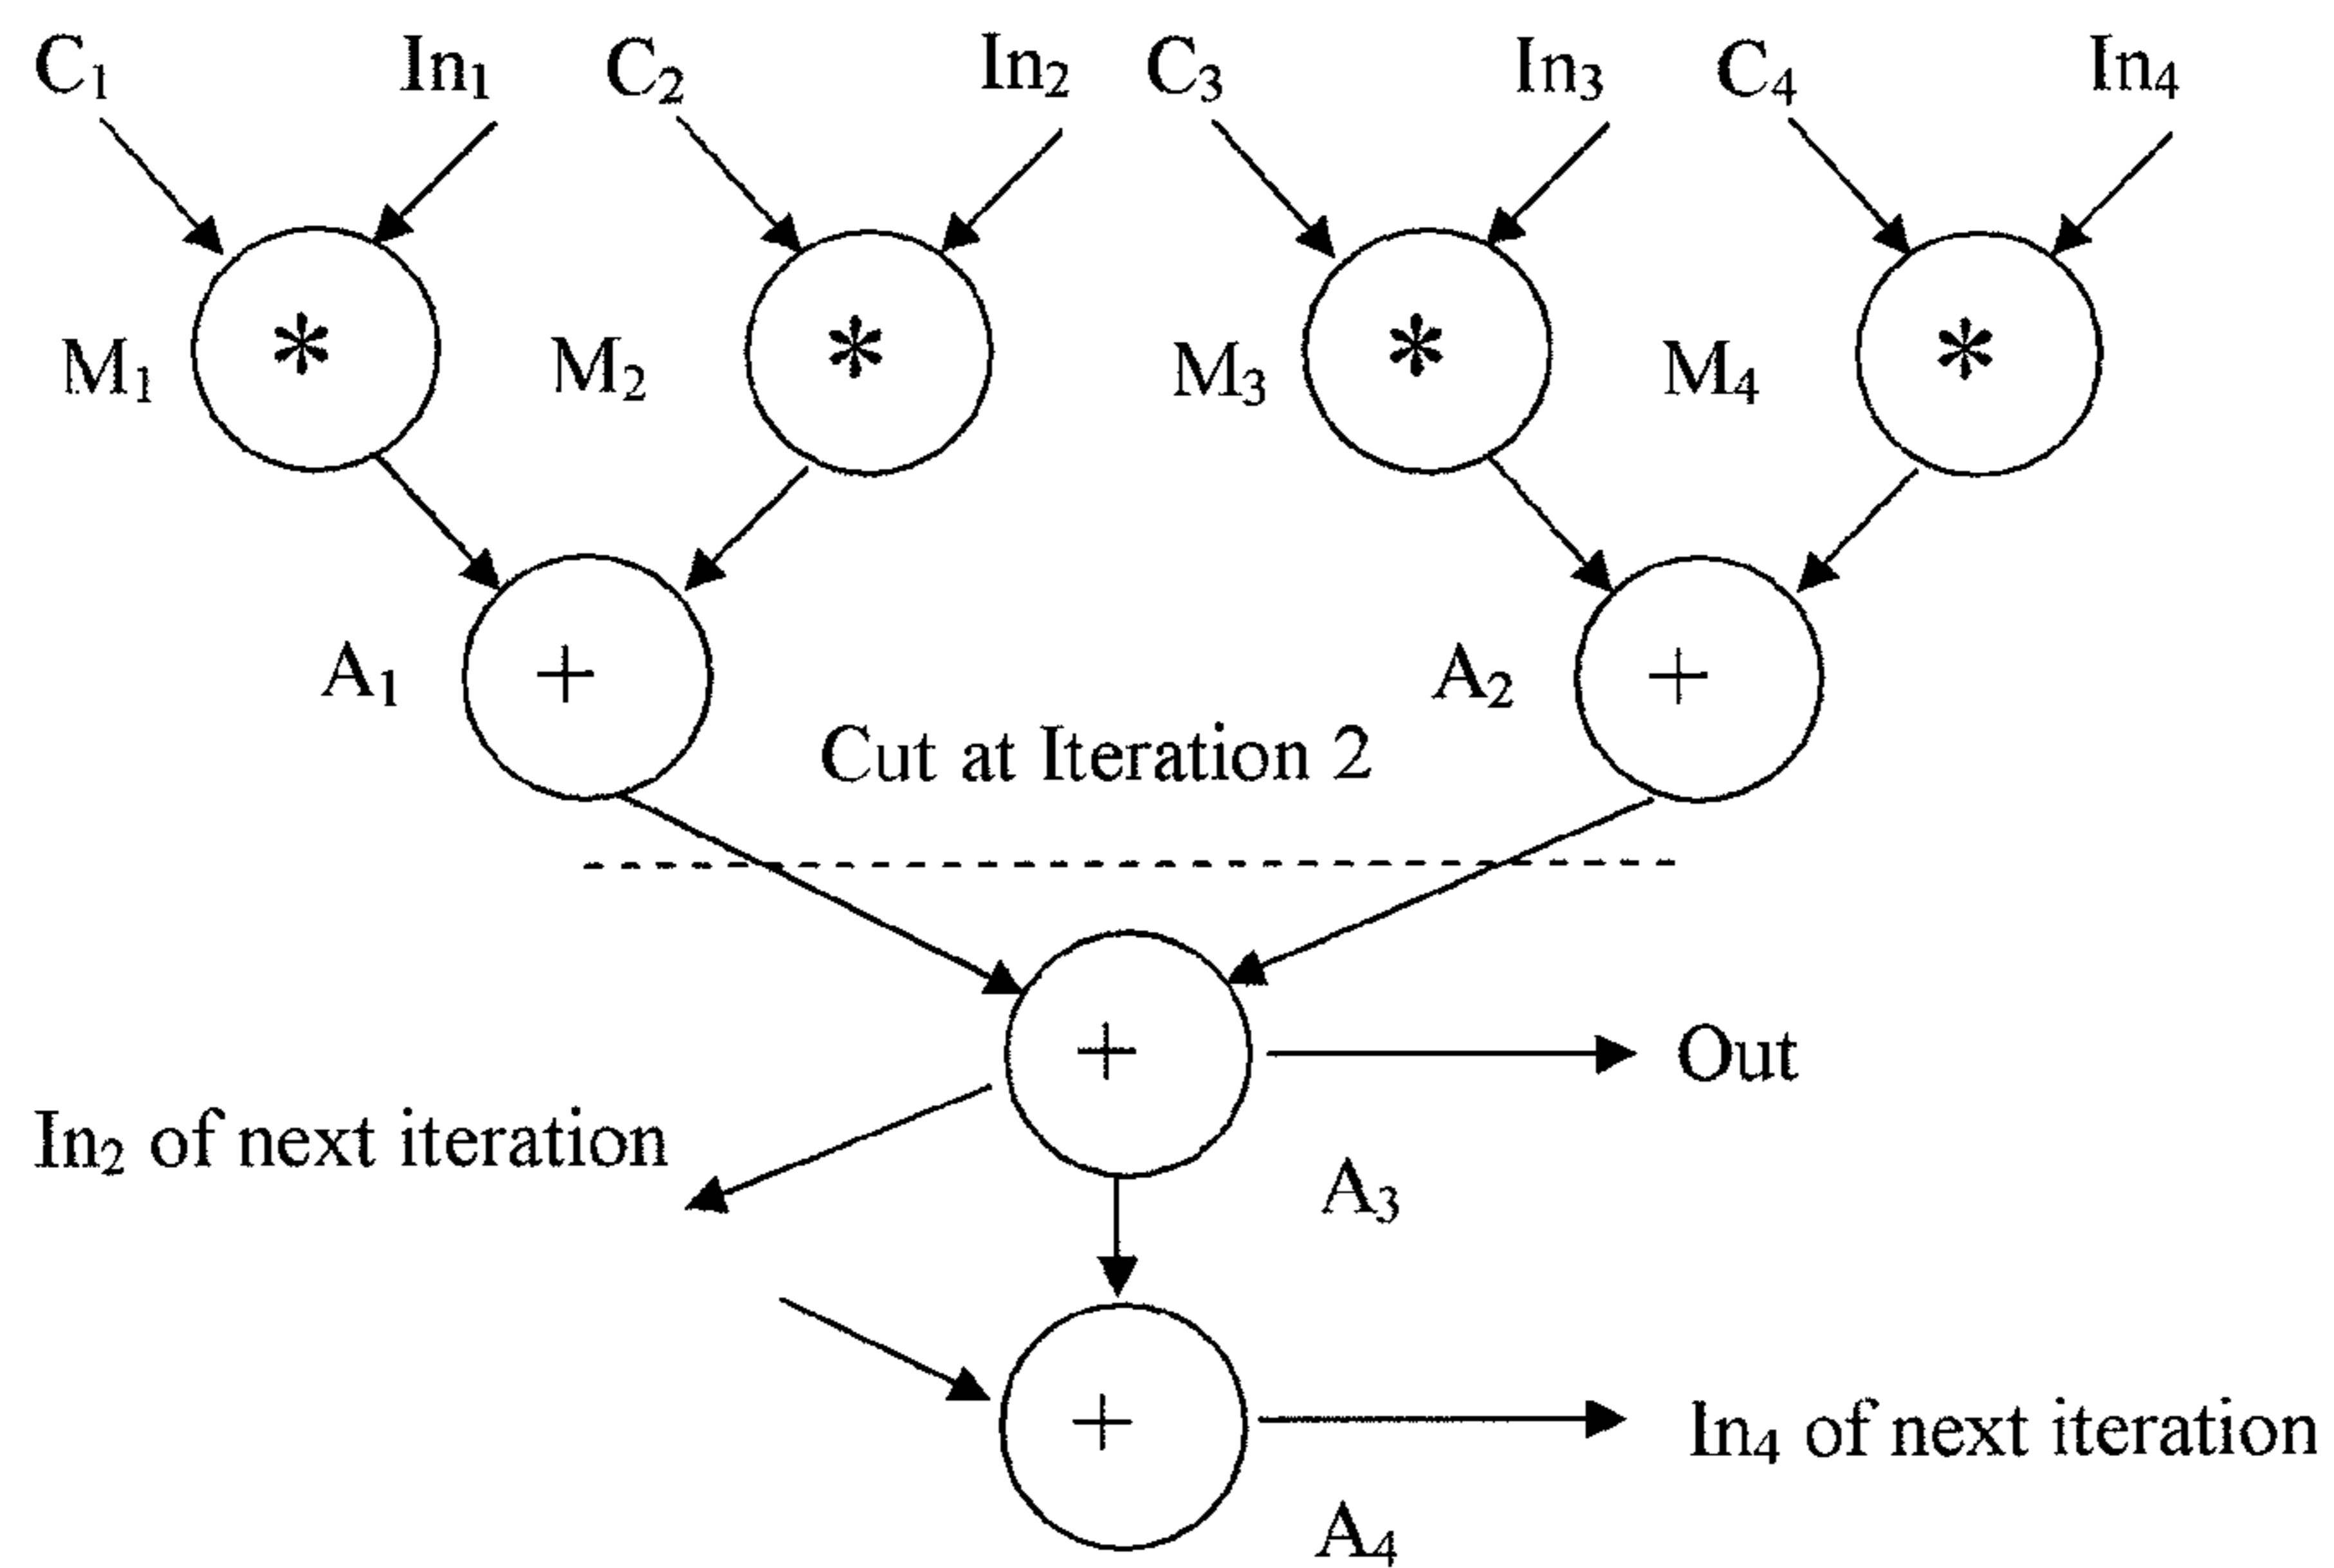 C₁ In₁ C₂ In₂ C₃ In₃ C₄ In₄
* * * *
M₁ M₂ M₃ M₄
+ +
A₁ A₂
Cut at Iteration 2
+
Out
In₂ of next iteration
A₃
+
In₄ of next iteration
A₄